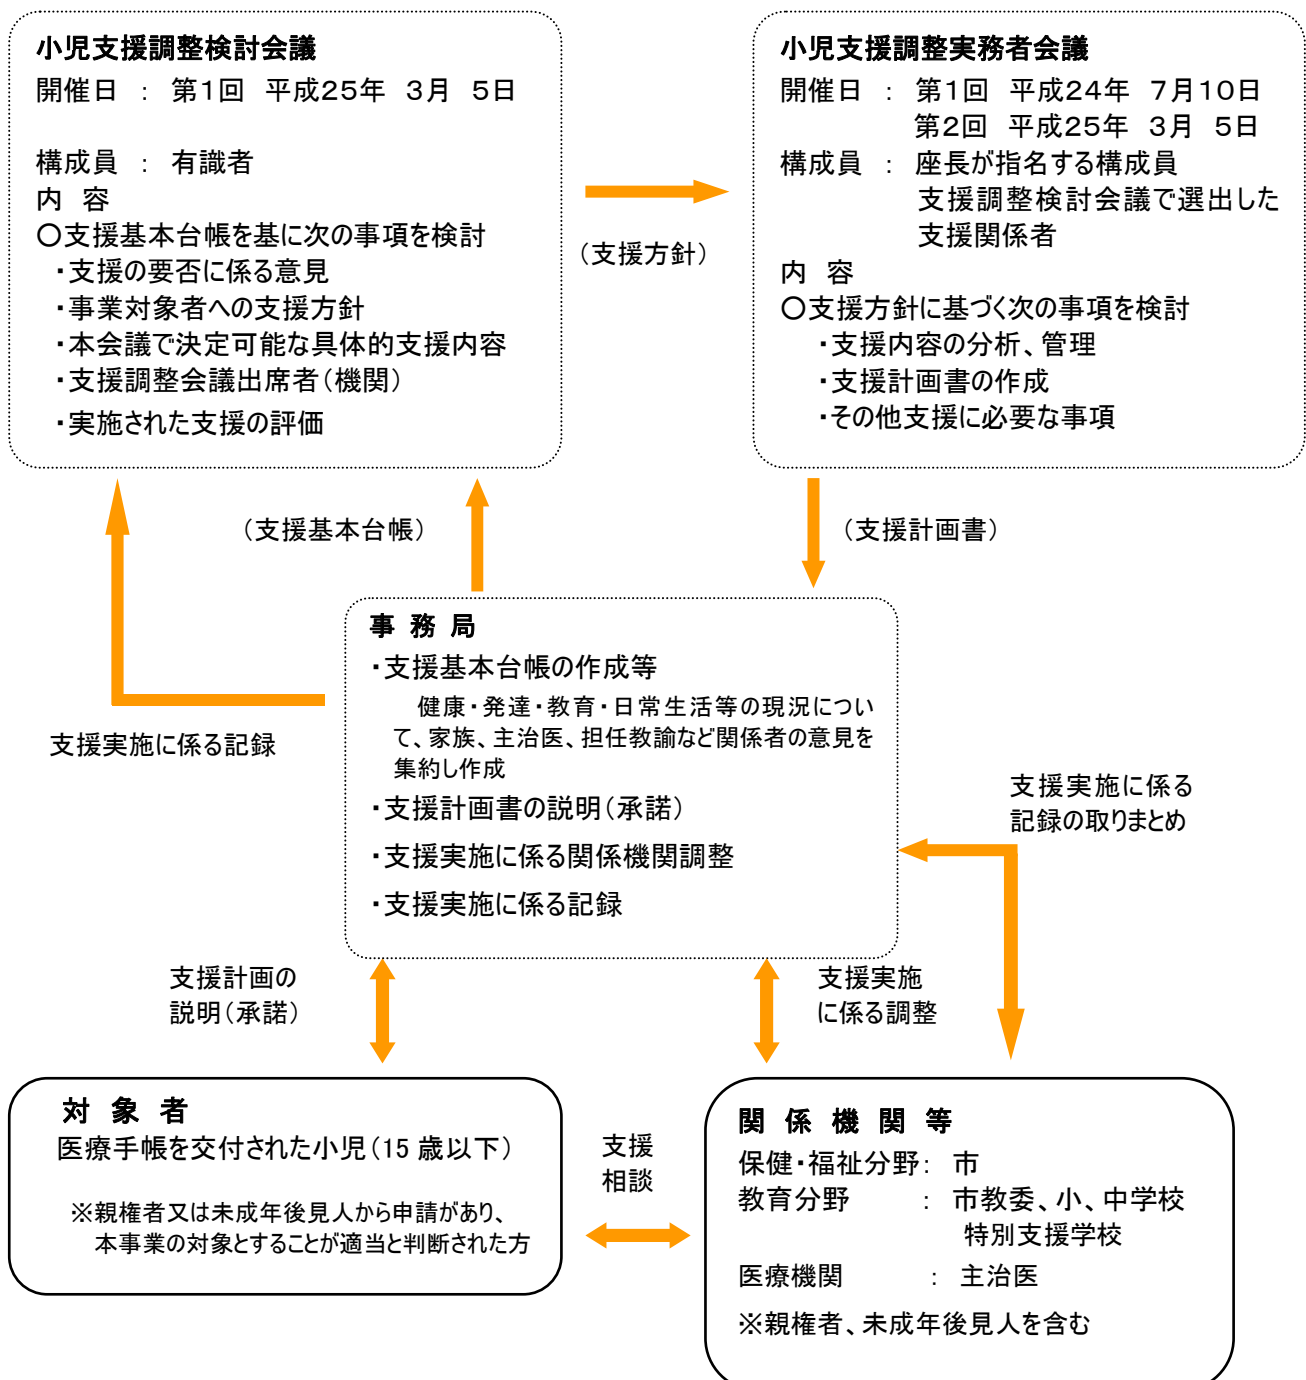 小児支援調整検討会議
開催日 ： 第1回 平成25年 3月 5日
構成員 ： 有識者
内 容
○支援基本台帳を基に次の事項を検討
・支援の要否に係る意見
・事業対象者への支援方針
・本会議で決定可能な具体的支援内容
・支援調整会議出席者（機関）
・実施された支援の評価
（支援方針）
小児支援調整実務者会議
開催日 ： 第1回 平成24年 7月10日
第2回 平成25年 3月 5日
構成員 ： 座長が指名する構成員
支援調整検討会議で選出した
支援関係者
内 容
○支援方針に基づく次の事項を検討
・支援内容の分析、管理
・支援計画書の作成
・その他支援に必要な事項
（支援基本台帳）
（支援計画書）
支援実施に係る記録
事 務 局
・支援基本台帳の作成等
健康・発達・教育・日常生活等の現況につい
て、家族、主治医、担任教諭など関係者の意見を
集約し作成
・支援計画書の説明（承諾）
・支援実施に係る関係機関調整
・支援実施に係る記録
支援実施に係る
記録の取りまとめ
支援計画の
説明（承諾）
支援実施
に係る調整
対 象 者
医療手帳を交付された小児（15 歳以下）
※親権者又は未成年後見人から申請があり、
本事業の対象とすることが適当と判断された方
支援
相談
関 係 機 関 等
保健・福祉分野： 市
教育分野 ： 市教委、小、中学校
特別支援学校
医療機関 ： 主治医
※親権者、未成年後見人を含む